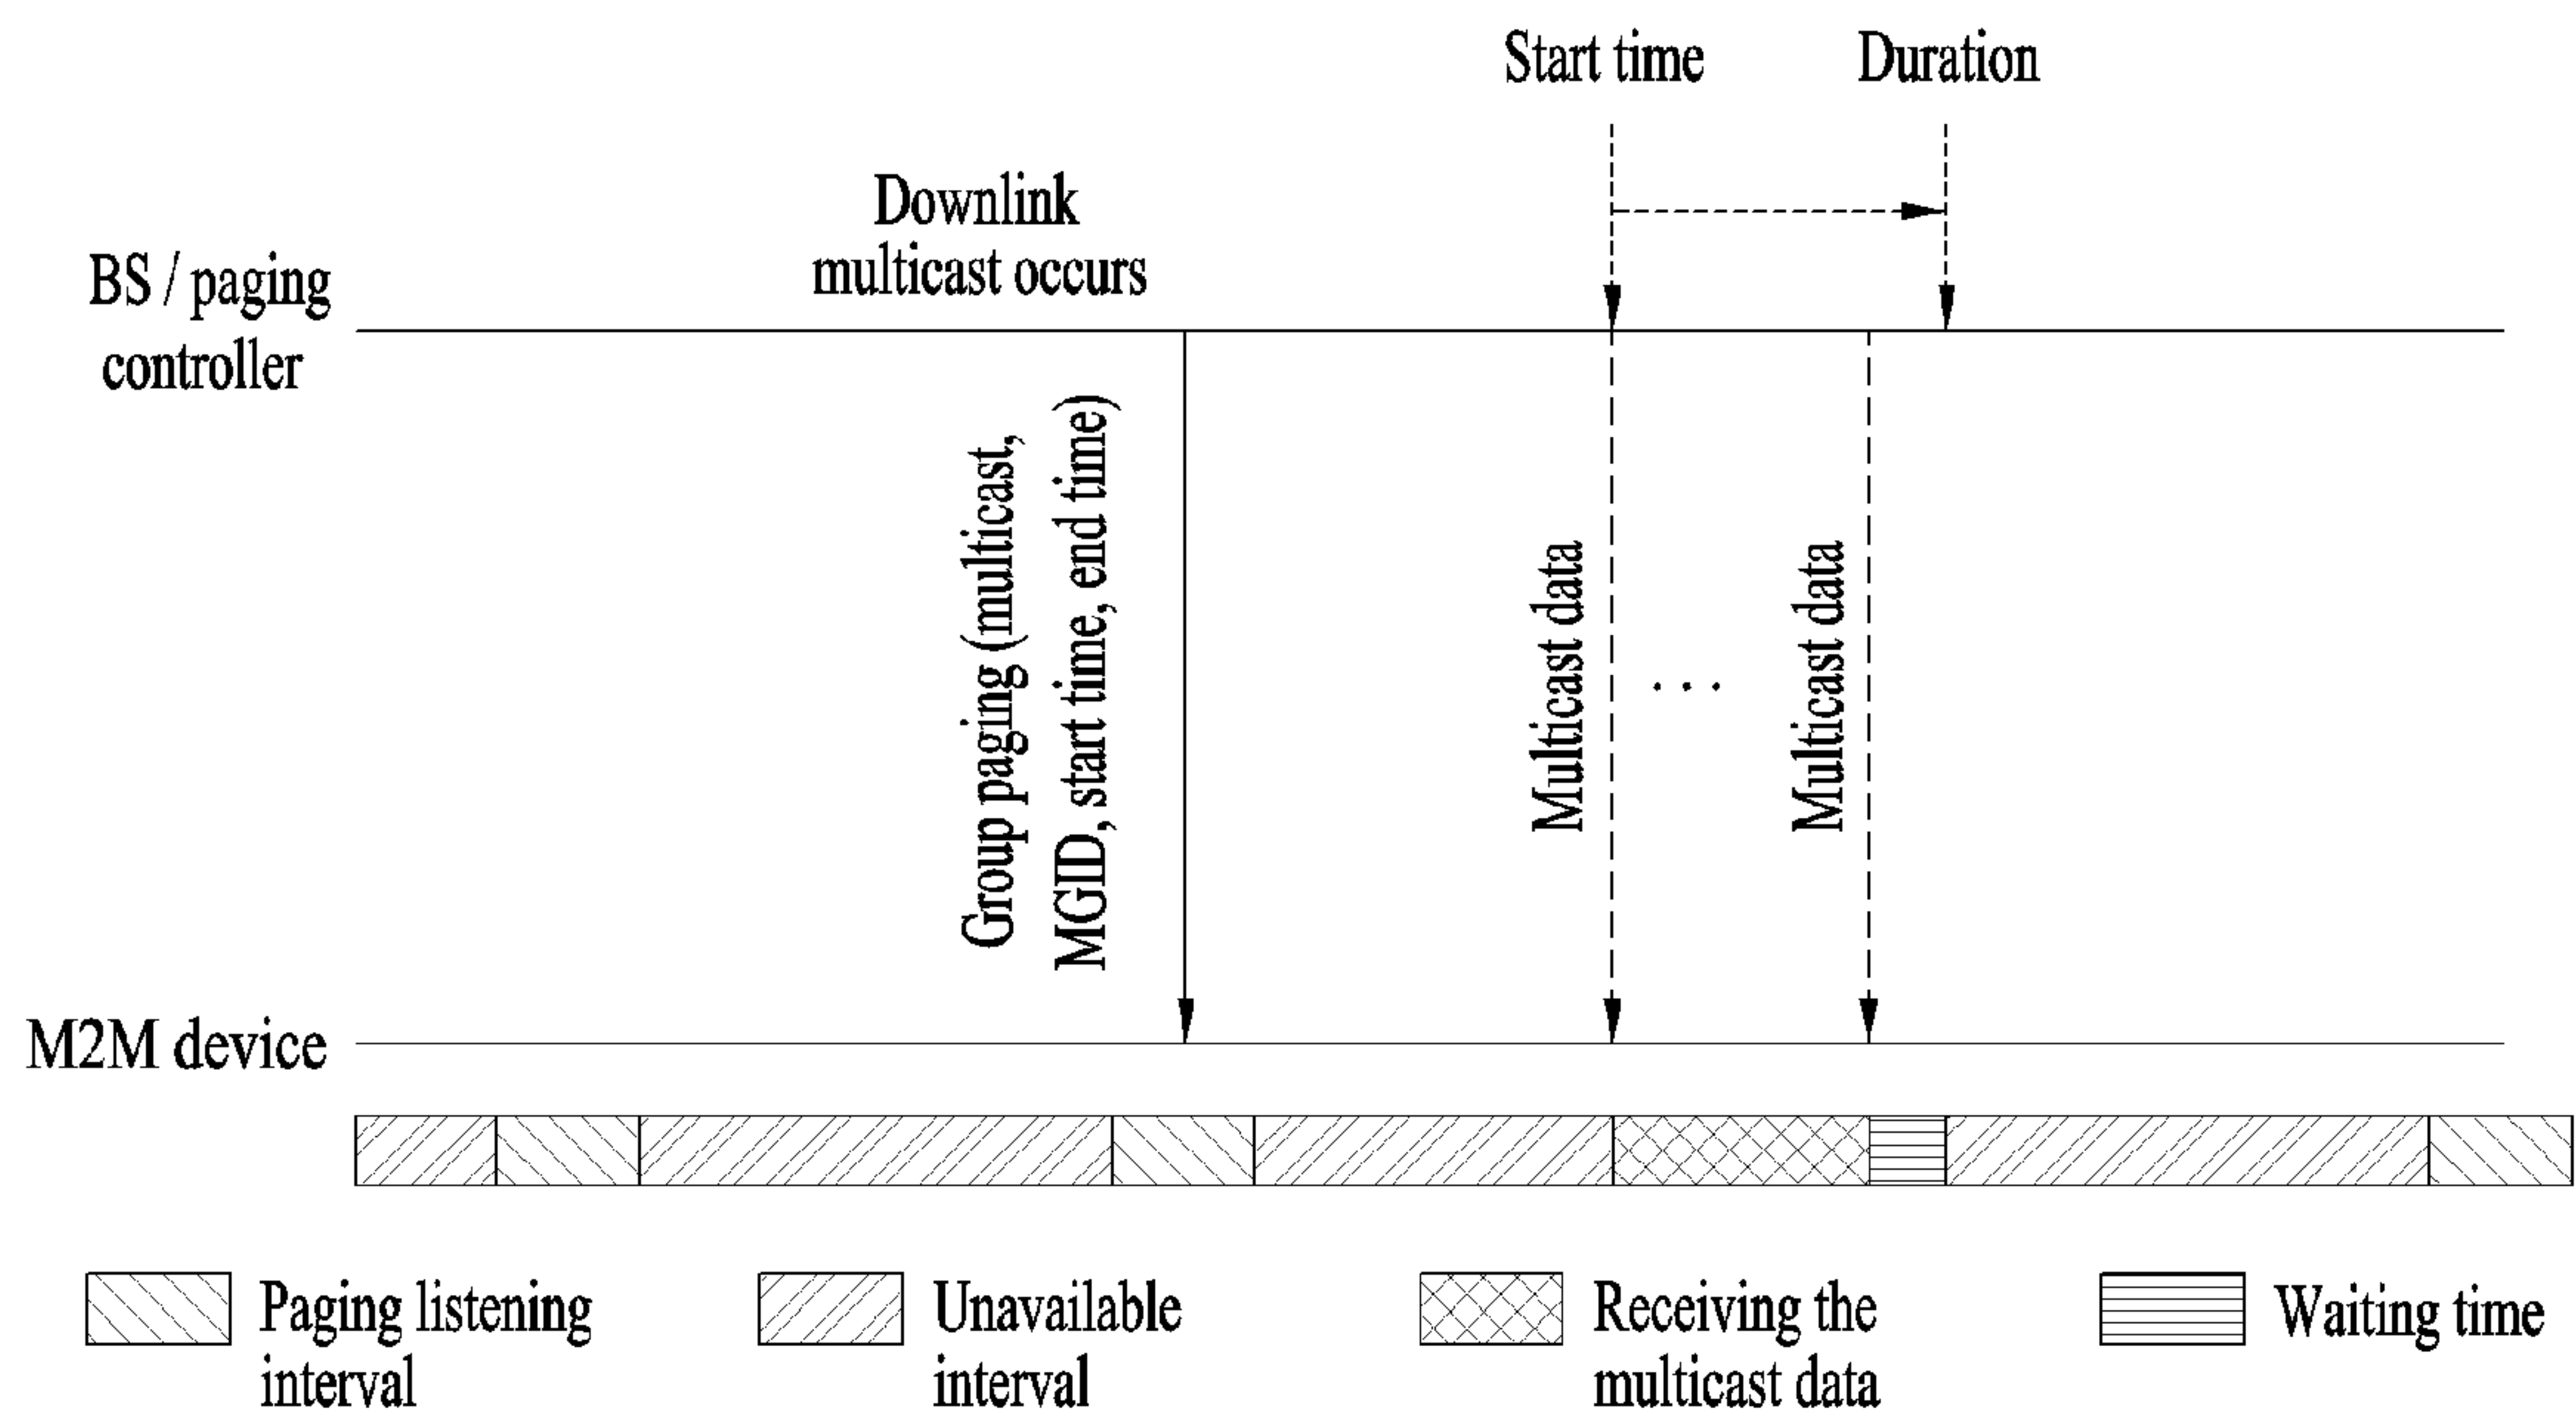 Start time
Duration
Downlink
multicast occurs
BS / paging
controller
Group paging (multicast,
MGID, start time, end time)
Multicast data
. . .
Multicast data
M2M device
Paging listening
interval
Unavailable
interval
Receiving the
multicast data
Waiting time